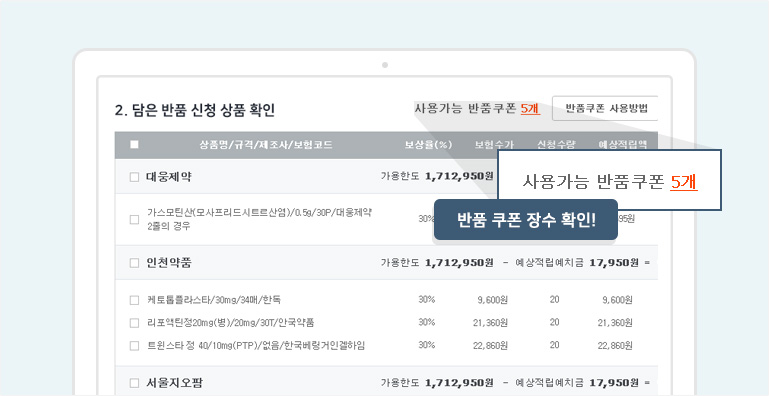 2. 담은 반품 신청 상품 확인
사용가능 반품쿠폰 5개
반품쿠폰 사용방법
상품명/규격/제조사/보험코드 보상율(%) 보험수가 신청수량 예상적립액
사용가능 반품쿠폰 5개
대웅제약 가용한도 1,712,950원
반품 쿠폰 장수 확인!
가스모틴산(모사프리드시트르산염)/0.5g/30P/대웅제약 30% 95원
2줄의 경우
인천약품 가용한도 1,712,950원 - 예상적립예치금 17,950원 =
케토톱플라스타/30mg/34매/한독 30% 9,600원 20 9,600원
리포액틴정20mg(병)/20mg/30T/안국약품 30% 21,360원 20 21,360원
트윈스타정 40/10mg(PTP)/없음/한국베링거인겔하임 30% 22,860원 20 22,860원
서울지오팜 가용한도 1,712,950원 - 예상적립예치금 17,950원 =